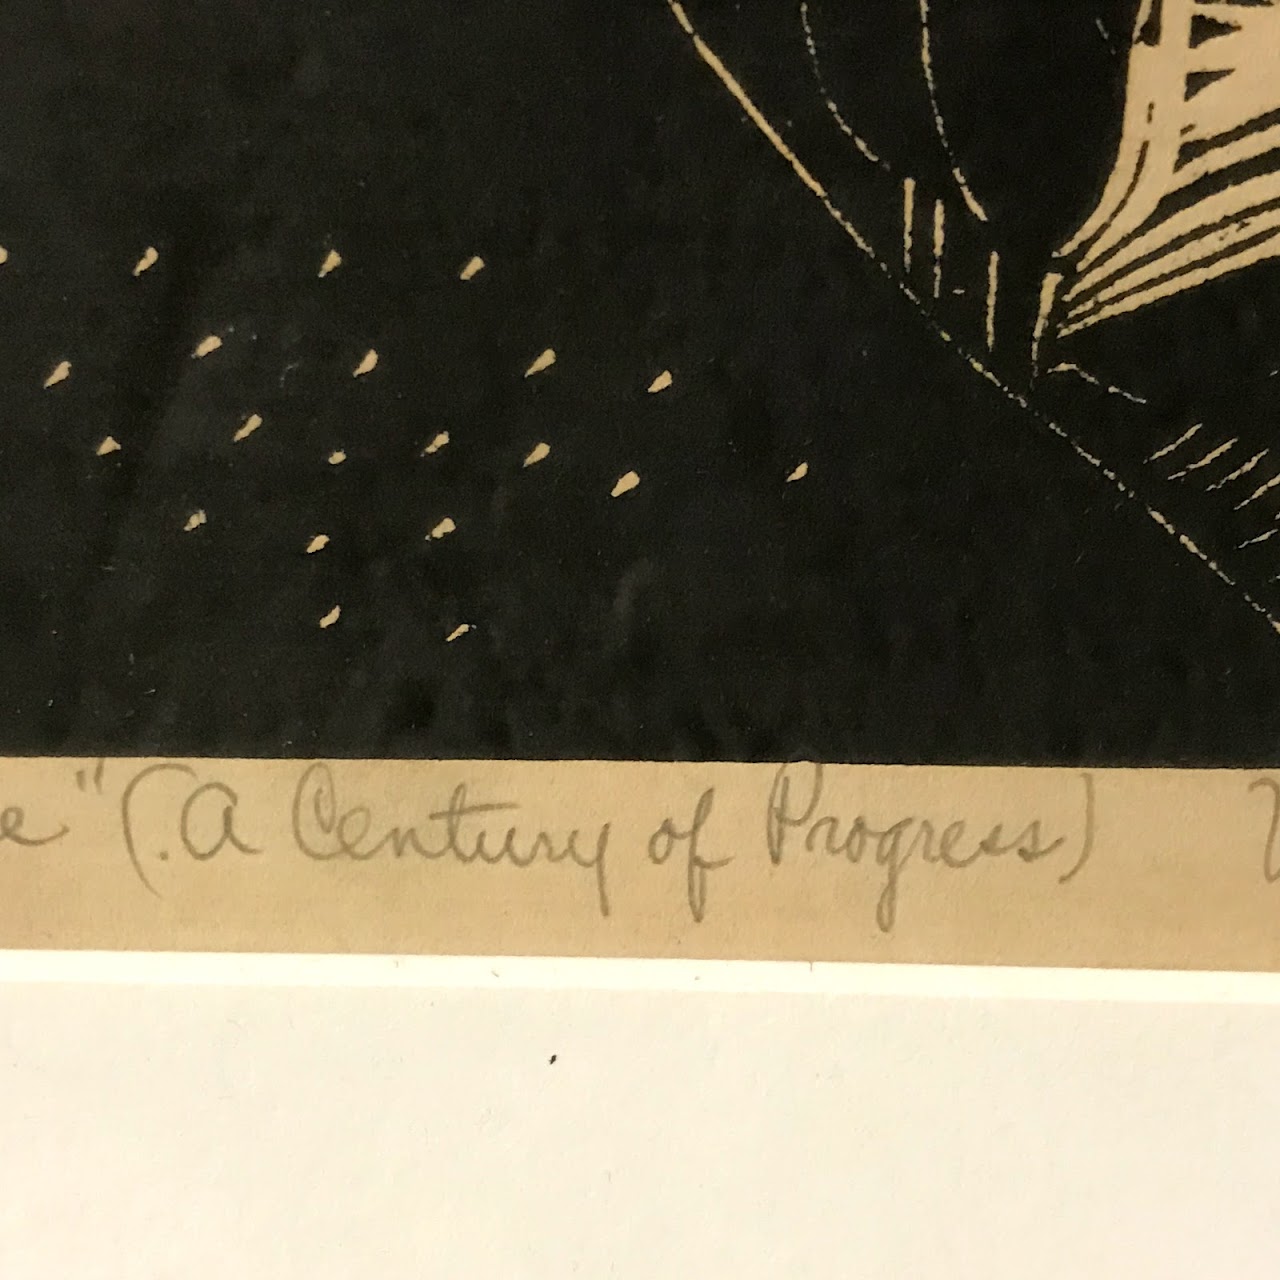 e" (A Century of Progress)